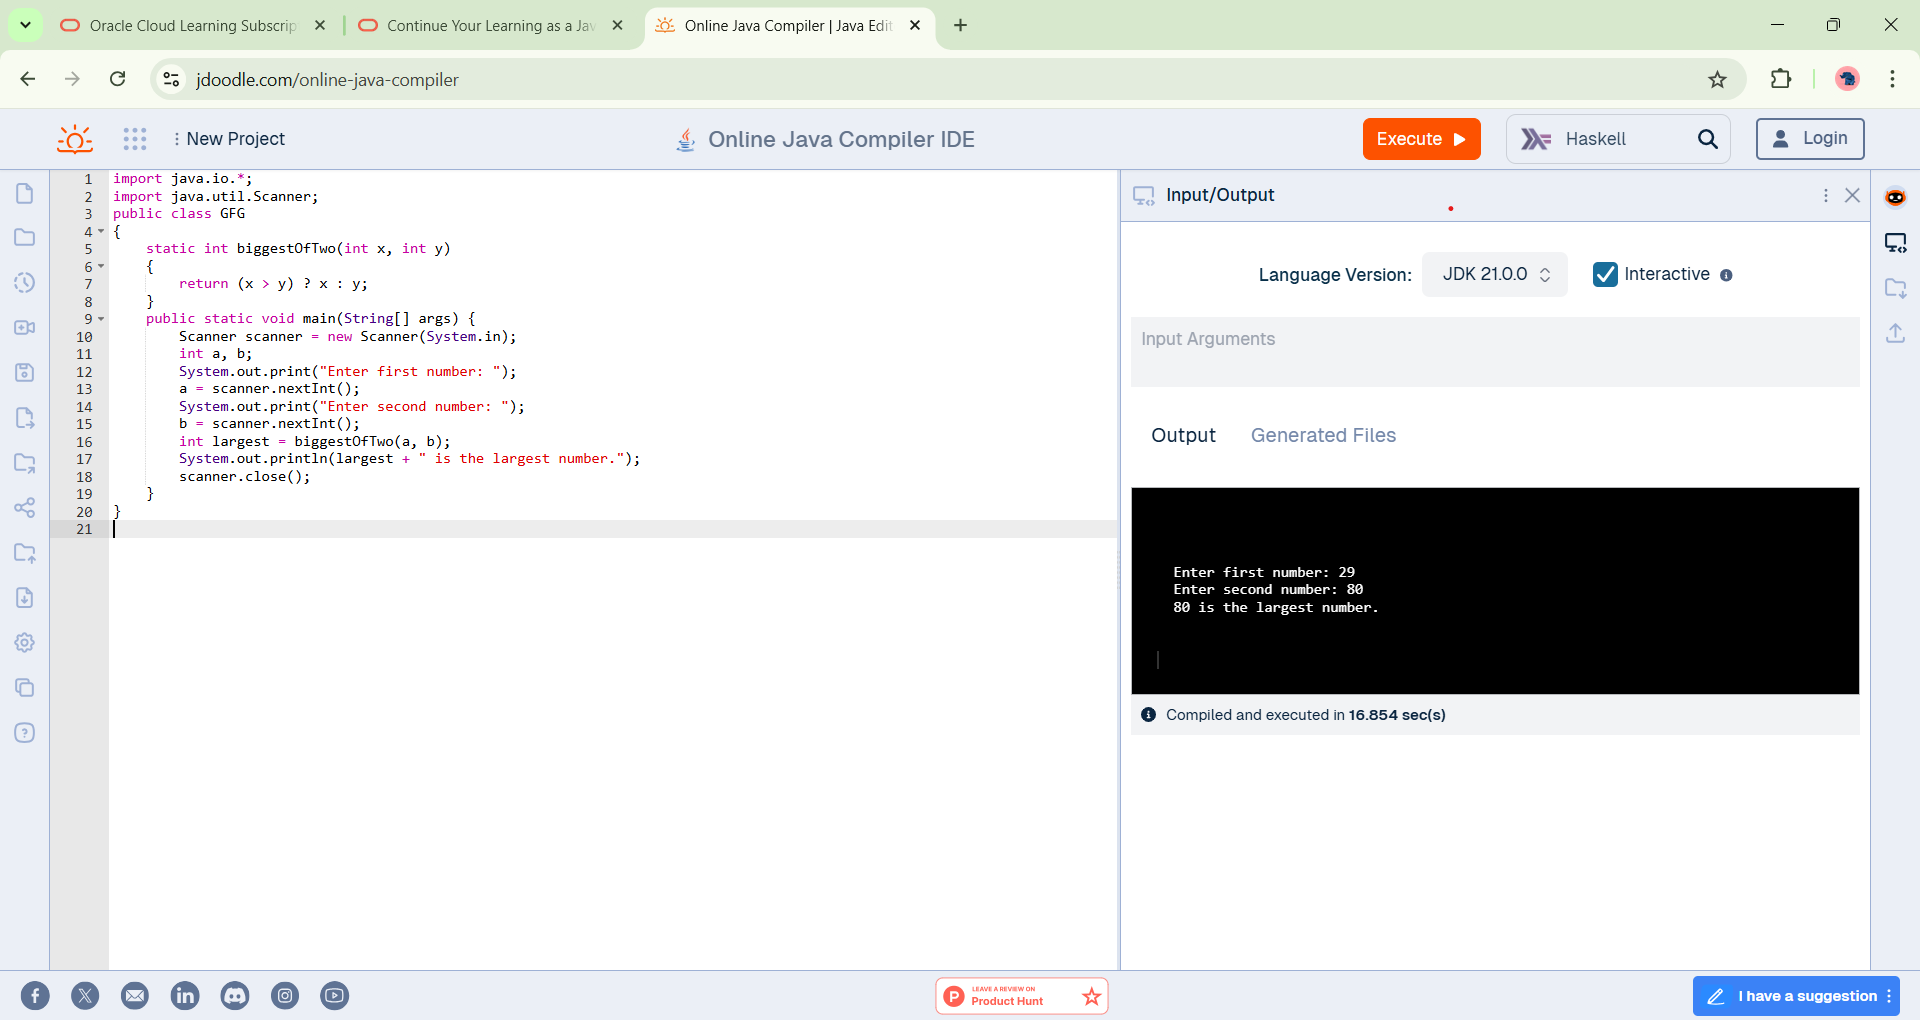 Oracle Cloud Learning Subscrip
Continue Your Learning as a Jav
Online Java Compiler | Java Edit
jdoodle.com/online-java-compiler
New Project
Online Java Compiler IDE
Execute
Haskell
Login
1 import java.io.*;
2 import java.util.Scanner;
3 public class GFG
4 {
5 static int biggestOfTwo(int x, int y)
6 {
7 return (x > y) ? x : y;
8 }
9 public static void main(String[] args) {
10 Scanner scanner = new Scanner(System.in);
11 int a, b;
12 System.out.print("Enter first number: ");
13 a = scanner.nextInt();
14 System.out.print("Enter second number: ");
15 b = scanner.nextInt();
16 int largest = biggestOfTwo(a, b);
17 System.out.println(largest + " is the largest number.");
18 scanner.close();
19 }
20 }
21
Input/Output
Language Version: JDK 21.0.0 Interactive
Input Arguments
Output Generated Files
Enter first number: 29
Enter second number: 80
80 is the largest number.
Compiled and executed in 16.854 sec(s)
LEAVE A REVIEW ON
Product Hunt
I have a suggestion